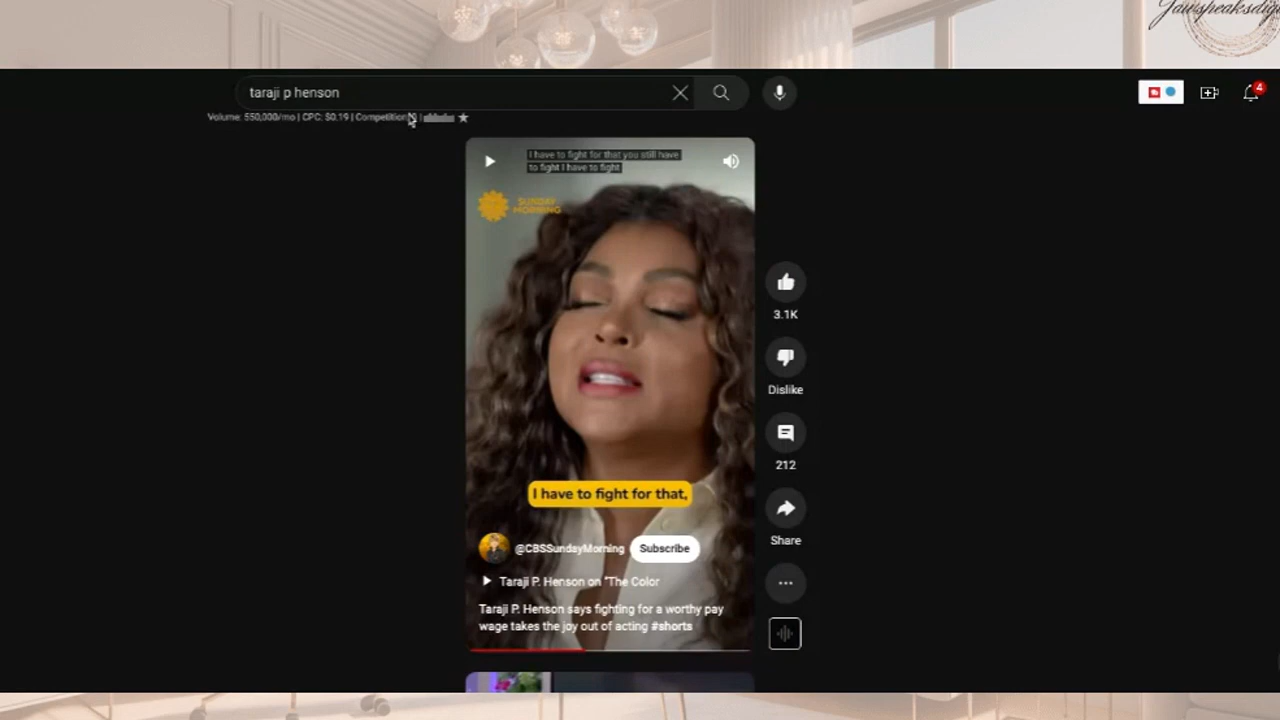 taraji p henson
4
Volume: 550,000/mo | CPC: $0.19 | Competition:
I have to fight for that you still have
to fight I have to fight
SUNDAY
MORNING
3.1K
Dislike
212
I have to fight for that,
Share
@CBSSundayMorning Subscribe
Taraji P. Henson on "The Color
Taraji P. Henson says fighting for a worthy pay
wage takes the joy out of acting #shorts